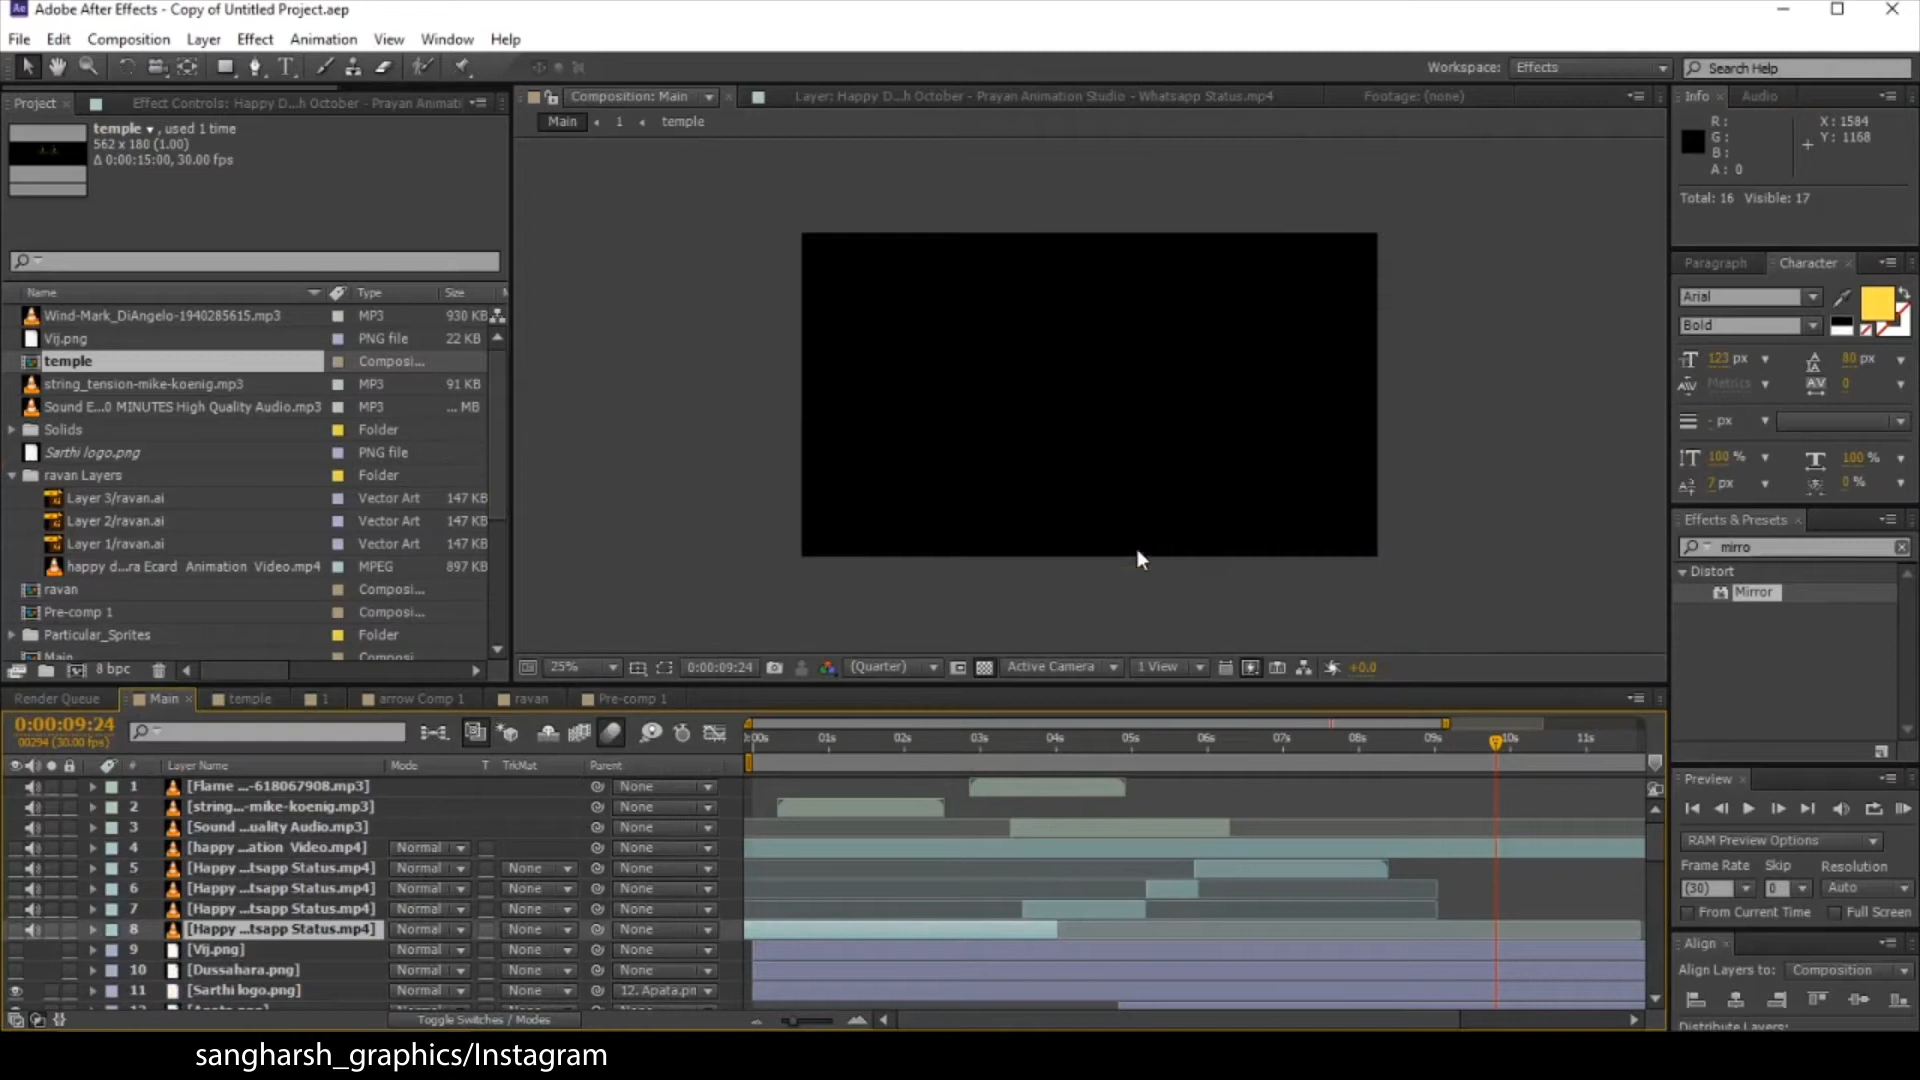 Adobe After Effects - Copy of Untitled Project.aep
File Edit Composition Layer Effect Animation View Window Help
Workspace: Effects Search Help
Project Effect Controls: Happy D...h October - Prayan Animati
Composition: Main Layer: Happy D...h October - Prayan Animation Studio - Whatsapp Status.mp4 Footage: (none)
Main 1 temple
temple , used 1 time
562 x 180 (1.00)
Δ 0:00:15:00, 30.00 fps
Info Audio
R: X: 1584
G: Y: 1168
B:
A: 0
Total: 16 Visible: 17
Name Type Size
Wind-Mark_DiAngelo-1940285615.mp3 MP3 930 KB
Vij.png PNG file 22 KB
temple Composi...
string_tension-mike-koenig.mp3 MP3 91 KB
Sound E...0 MINUTES High Quality Audio.mp3 MP3 ... MB
Solids Folder
Sarthi logo.png PNG file
ravan Layers Folder
Layer 3/ravan.ai Vector Art 147 KB
Layer 2/ravan.ai Vector Art 147 KB
Layer 1/ravan.ai Vector Art 147 KB
happy d...ra Ecard Animation Video.mp4 MPEG 897 KB
ravan Composi...
Pre-comp 1 Composi...
Particular_Sprites Folder
Main Composi...
8 bpc
25% 0:00:09:24 (Quarter) Active Camera 1 View +0.0
Paragraph Character
Arial
Bold
123 px 80 px
Metrics 0
- px
100 % 100 %
7 px 0 %
Effects & Presets
mirro
Distort
Mirror
Preview
RAM Preview Options
Frame Rate Skip Resolution
(30) 0 Auto
From Current Time Full Screen
Align
Align Layers to: Composition
Distribute Layers:
Render Queue Main temple 1 arrow Comp 1 ravan Pre-comp 1
0:00:09:24
00294 (30.00 fps)
:00s 01s 02s 03s 04s 05s 06s 07s 08s 09s 10s 11s
# Layer Name Mode T TrkMat Parent
1 [Flame ...-618067908.mp3] None
2 [string...-mike-koenig.mp3] None
3 [Sound ...uality Audio.mp3] None
4 [happy ...ation Video.mp4] Normal None
5 [Happy ...tsapp Status.mp4] Normal None None
6 [Happy ...tsapp Status.mp4] Normal None None
7 [Happy ...tsapp Status.mp4] Normal None None
8 [Happy ...tsapp Status.mp4] Normal None None
9 [Vij.png] Normal None None
10 [Dussahara.png] Normal None None
11 [Sarthi logo.png] Normal None 12. Apata.pn
Toggle Switches / Modes
sangharsh_graphics/Instagram